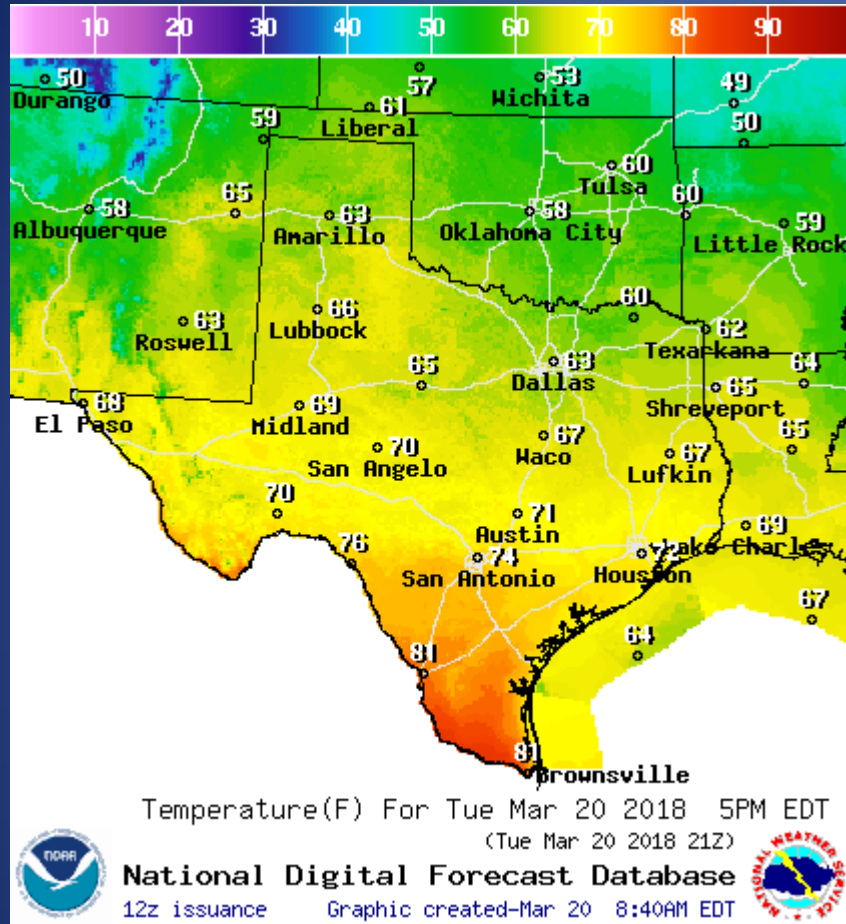 10 20 30 40 50 60 70 80 90
50
Durango
57
53
Wichita
49
61
Liberal
59
50
60
Tulsa
58
Albuquerque
65
63
Amarillo
58
Oklahoma City
60
59
Little Rock
63
Roswell
66
Lubbock
60
62
Texarkana
65
63
Dallas
64
65
Shreveport
68
El Paso
69
Midland
70
San Angelo
67
Waco
67
Lufkin
65
70
71
Austin
69
Lake Charles
76
74
San Antonio
72
Houston
67
64
81
81
Brownsville
Temperature(F) For Tue Mar 20 2018 5PM EDT
(Tue Mar 20 2018 21Z)
NOAA
National Digital Forecast Database
12z issuance Graphic created-Mar 20 8:40AM EDT
NATIONAL WEATHER SERVICE